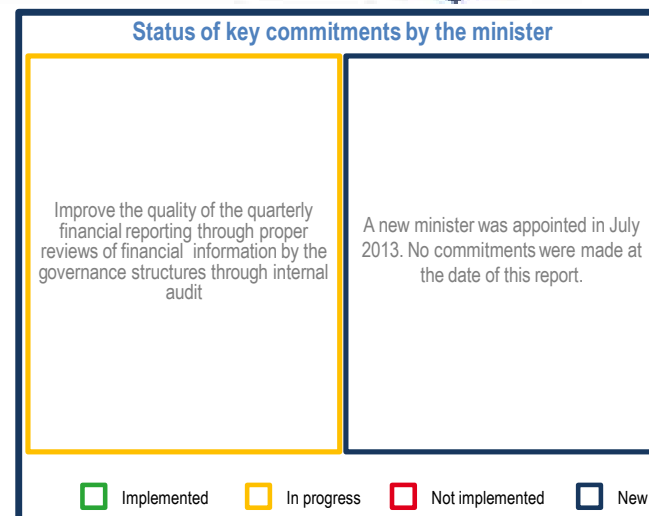 Status of key commitments by the minister
Improve the quality of the quarterly
financial reporting through proper
reviews of financial information by the
governance structures through internal
audit
A new minister was appointed in July
2013. No commitments were made at
the date of this report.
Implemented
In progress
Not implemented
New